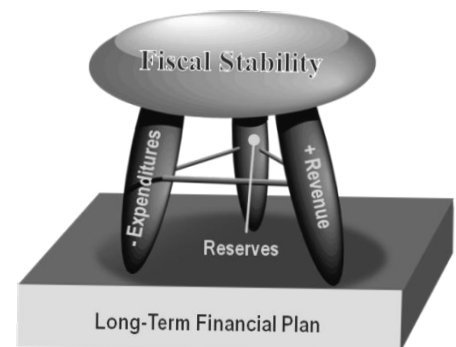 Fiscal Stability
- Expenditures
+ Revenue
Reserves
Long-Term Financial Plan